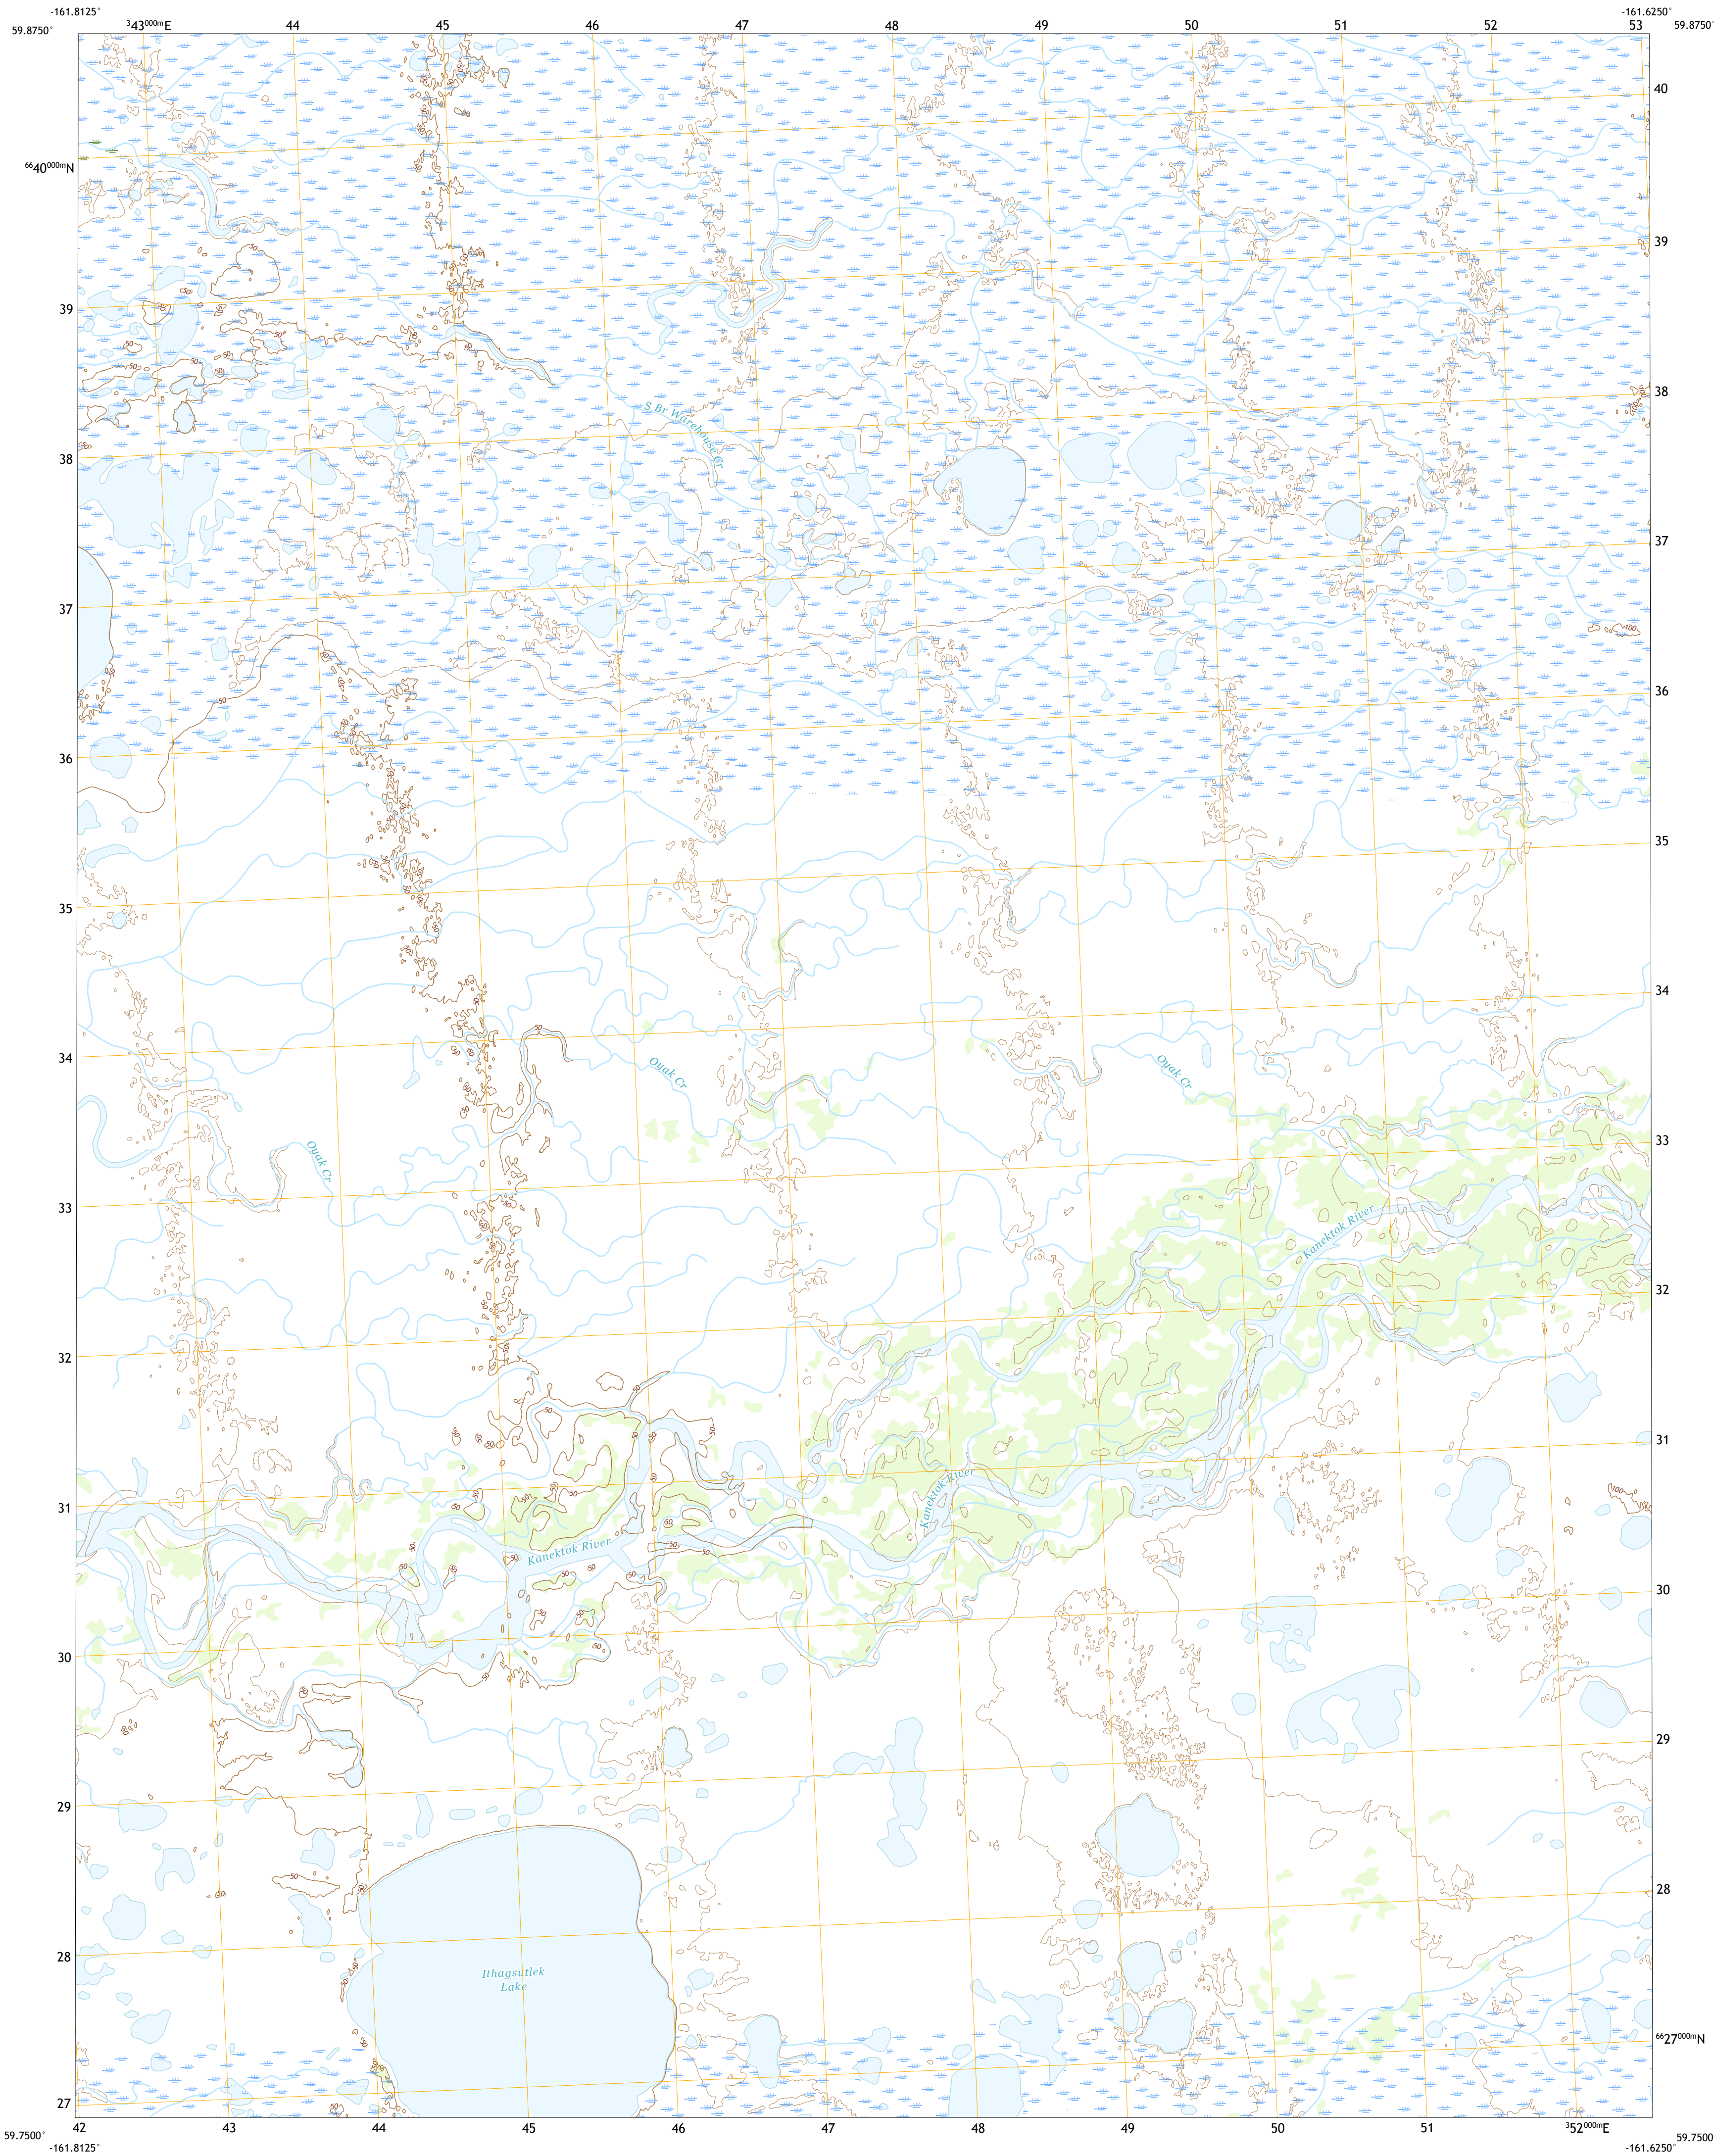 -161.8125°
-161.6250°
59.8750°
³43⁰⁰⁰ᵐE 44 45 46 47 48 49 50 51 52 53
59.8750°
40
⁶⁶40⁰⁰⁰ᵐN
39
39
38
S Br Warehouse Cr
38
37
37
36
36
35
35
34
34
Oyak Cr
Oyak Cr
33
Oyak Cr
33
Kanektok River
32
32
31
Kanektok River
31
Kanektok River
30
30
29
29
28
28
Ithagsutlek
Lake
⁶⁶27⁰⁰⁰ᵐN
27
42 43 44 45 46 47 48 49 50 51 ³52⁰⁰⁰ᵐE
59.7500°
59.7500
-161.8125°
-161.6250°
50
100